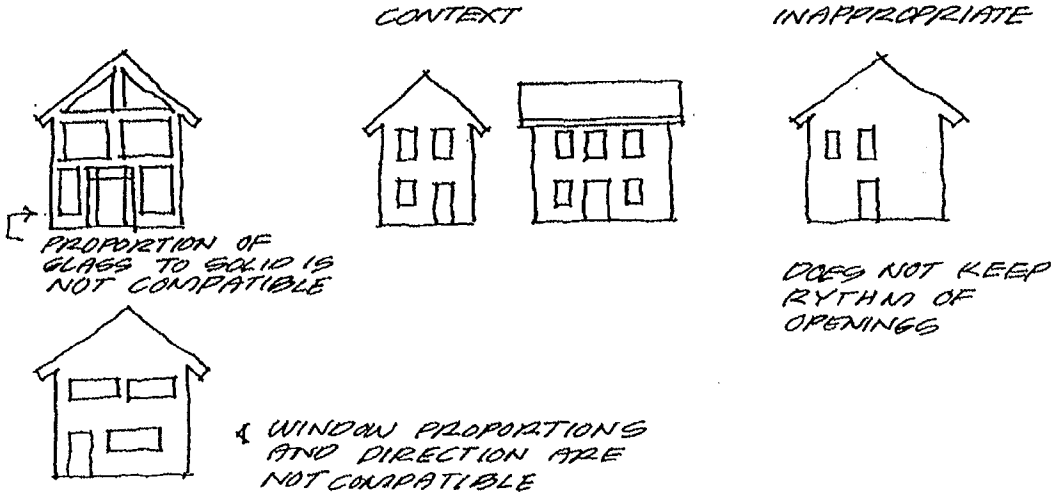 CONTEXT
INAPPROPRIATE
PROPORTION OF
GLASS TO SOLID IS
NOT COMPATIBLE
DOES NOT KEEP
RYTHM OF
OPENINGS
WINDOW PROPORTIONS
AND DIRECTION ARE
NOT COMPATIBLE